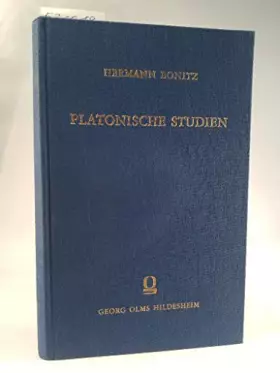 HERMANN BONITZ
PLATONISCHE STUDIEN
GEORG OLMS HILDESHEIM